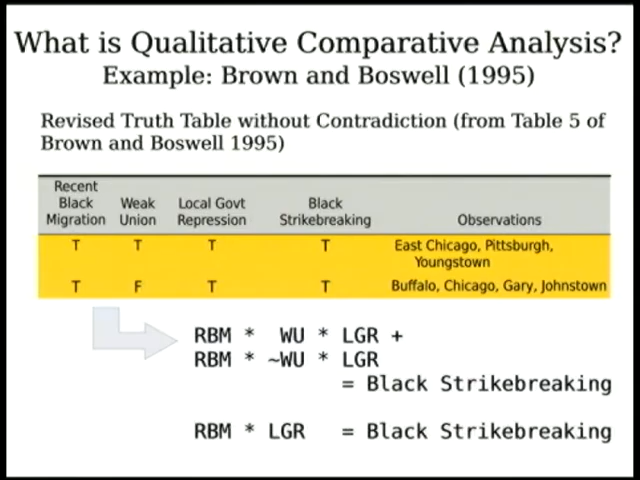 What is Qualitative Comparative Analysis?
Example: Brown and Boswell (1995)
Revised Truth Table without Contradiction (from Table 5 of
Brown and Boswell 1995)
Recent Black Migration Weak Union Local Govt Repression Black Strikebreaking Observations
T T T T East Chicago, Pittsburgh, Youngstown
T F T T Buffalo, Chicago, Gary, Johnstown
RBM * WU * LGR +
RBM * ~WU * LGR
= Black Strikebreaking
RBM * LGR = Black Strikebreaking